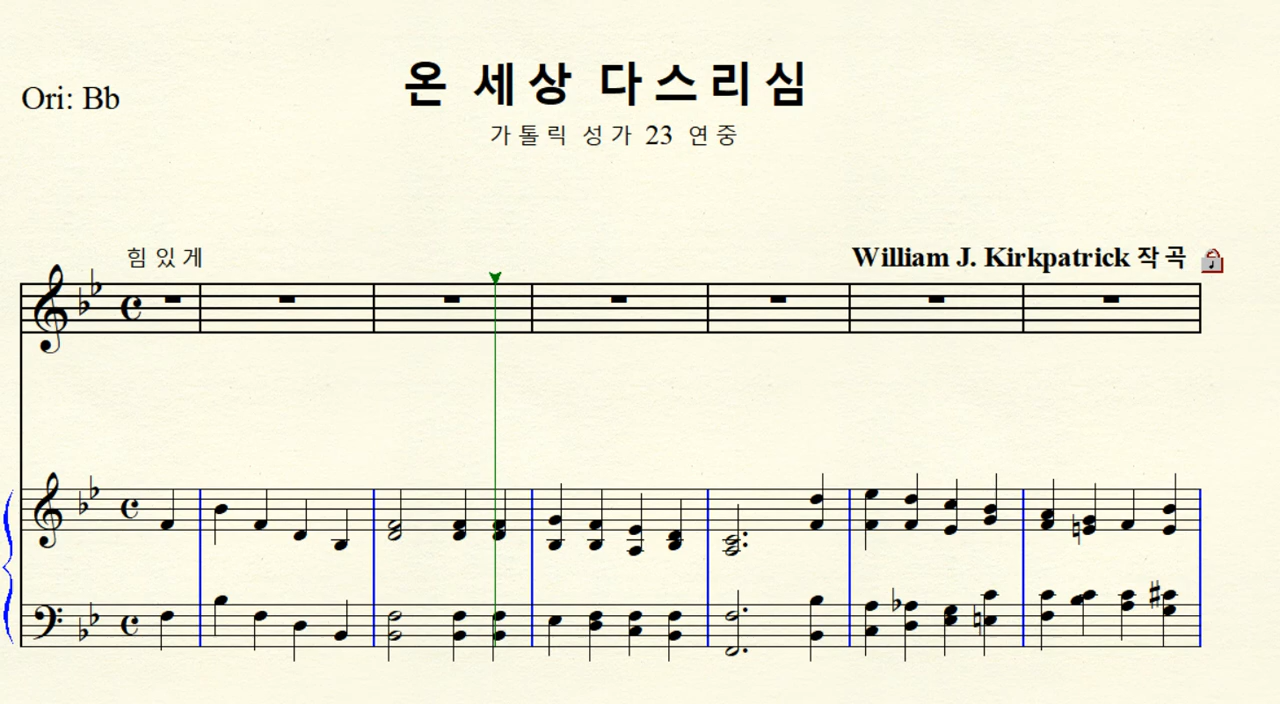 온 세상 다스리심
Ori: Bb
가톨릭 성가 23 연중
힘있게
William J. Kirkpatrick 작곡